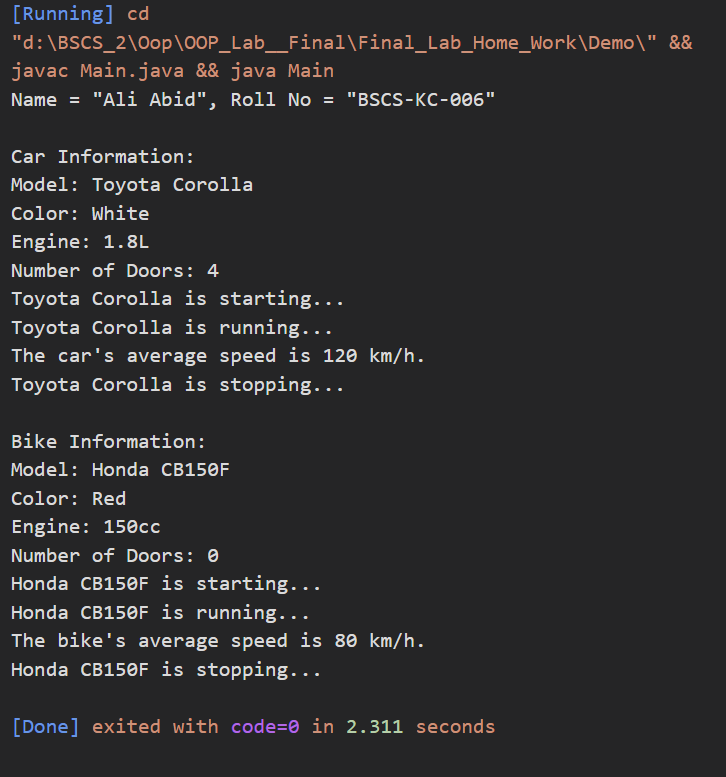 [Running] cd
"d:\BSCS_2\Oop\OOP_Lab__Final\Final_Lab_Home_Work\Demo\" &&
javac Main.java && java Main
Name = "Ali Abid", Roll No = "BSCS-KC-006"

Car Information:
Model: Toyota Corolla
Color: White
Engine: 1.8L
Number of Doors: 4
Toyota Corolla is starting...
Toyota Corolla is running...
The car's average speed is 120 km/h.
Toyota Corolla is stopping...

Bike Information:
Model: Honda CB150F
Color: Red
Engine: 150cc
Number of Doors: 0
Honda CB150F is starting...
Honda CB150F is running...
The bike's average speed is 80 km/h.
Honda CB150F is stopping...

[Done] exited with code=0 in 2.311 seconds